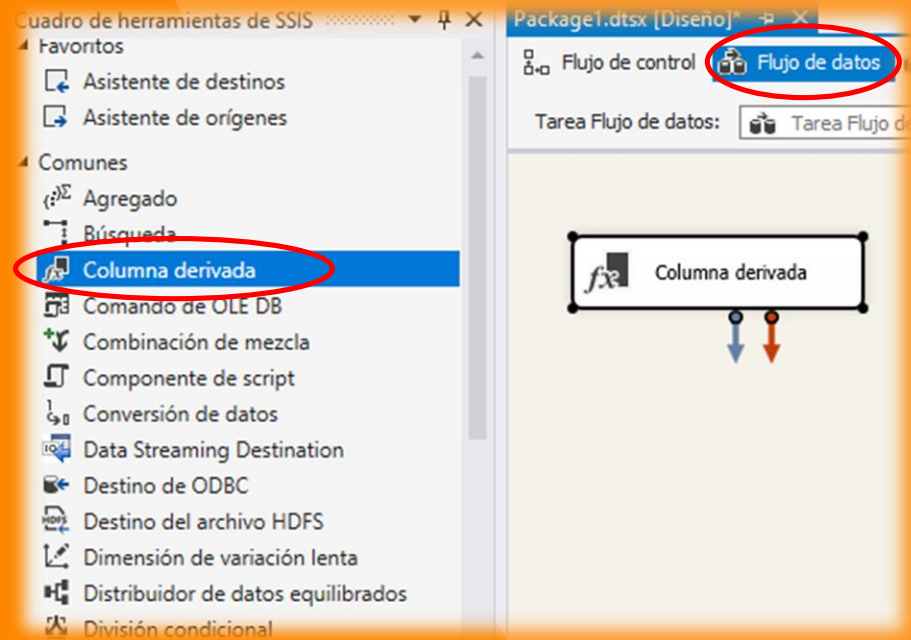 Cuadro de herramientas de SSIS
Favoritos
Asistente de destinos
Asistente de orígenes
Comunes
Agregado
Búsqueda
Columna derivada
Comando de OLE DB
Combinación de mezcla
Componente de script
Conversión de datos
Data Streaming Destination
Destino de ODBC
Destino del archivo HDFS
Dimensión de variación lenta
Distribuidor de datos equilibrados
División condicional
Package1.dtsx [Diseño]*
Flujo de control Flujo de datos
Tarea Flujo de datos: Tarea Flujo de
fx Columna derivada